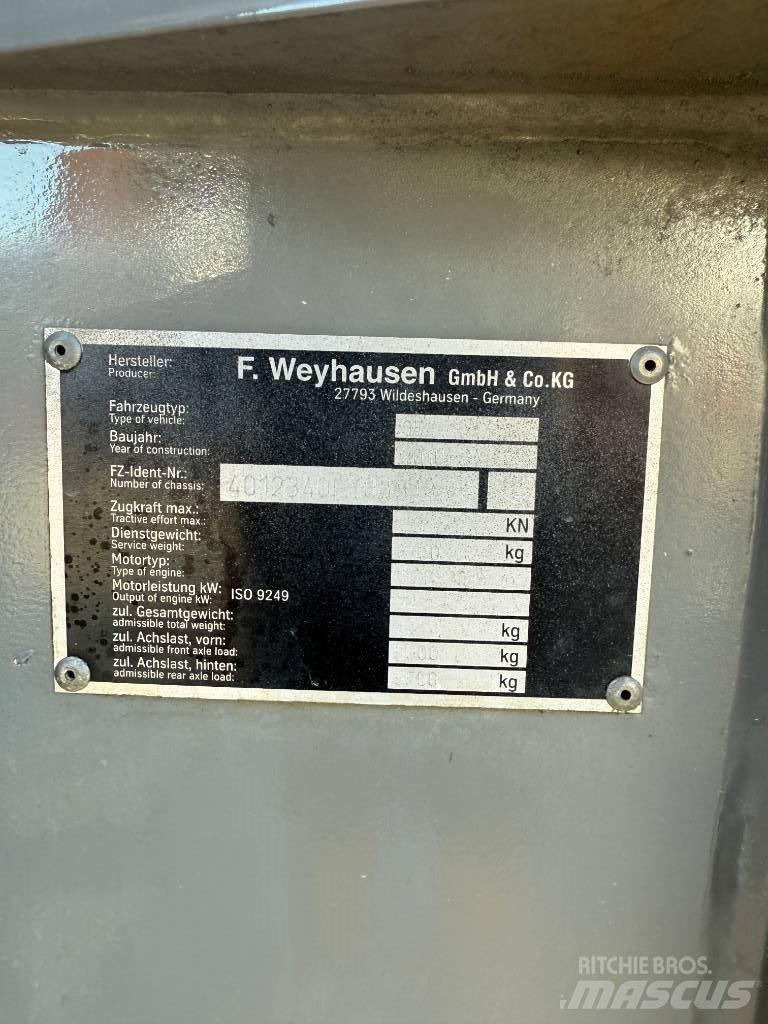 Hersteller: F. Weyhausen GmbH & Co.KG
Producer: 27793 Wildeshausen - Germany
Fahrzeugtyp:
Type of vehicle:
Baujahr:
Year of construction:
FZ-Ident-Nr.:
Number of chassis:
Zugkraft max.:
Tractive effort max.: KN
Dienstgewicht:
Service weight: kg
Motortyp:
Type of engine:
Motorleistung kW: ISO 9249
Output of engine kW:
zul. Gesamtgewicht:
admissible total weight: kg
zul. Achslast, vorn:
admissible front axle load: kg
zul. Achslast, hinten:
admissible rear axle load: kg
RITCHIE BROS.
MASCUS